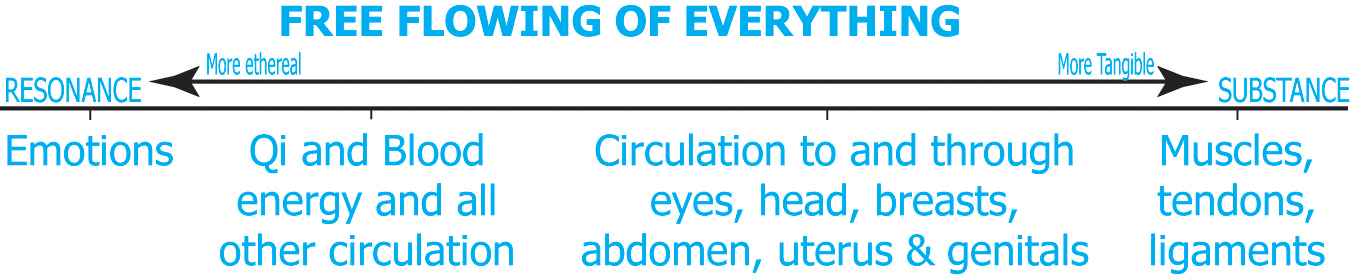 FREE FLOWING OF EVERYTHING
More ethereal
More Tangible
RESONANCE
SUBSTANCE
Emotions
Qi and Blood
energy and all
other circulation
Circulation to and through
eyes, head, breasts,
abdomen, uterus & genitals
Muscles,
tendons,
ligaments